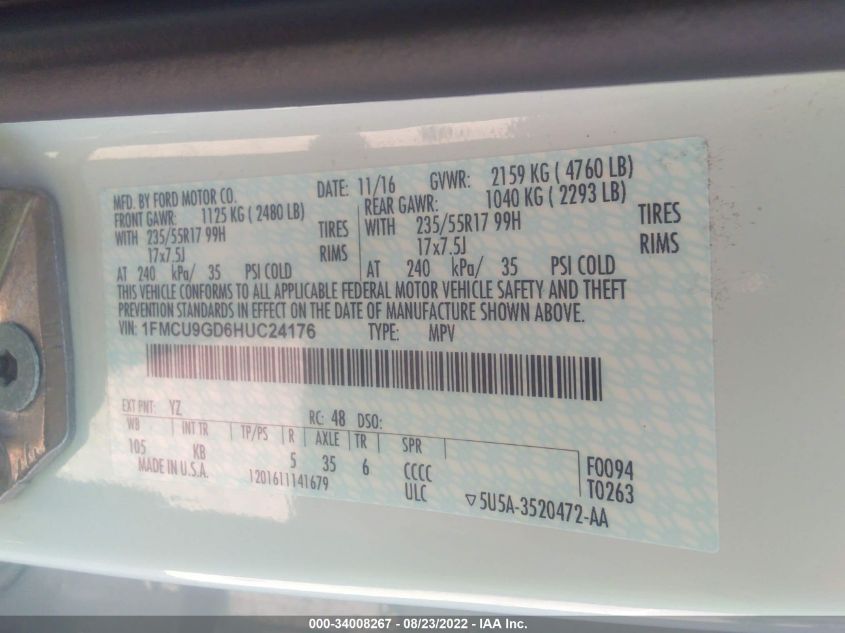 MFD. BY FORD MOTOR CO. DATE: 11/16 GVWR: 2159 KG ( 4760 LB)
FRONT GAWR: 1125 KG ( 2480 LB) REAR GAWR: 1040 KG ( 2293 LB)
WITH 235/55R17 99H TIRES WITH 235/55R17 99H TIRES
17x7.5J RIMS 17x7.5J RIMS
AT 240 kPa/ 35 PSI COLD AT 240 kPa/ 35 PSI COLD
THIS VEHICLE CONFORMS TO ALL APPLICABLE FEDERAL MOTOR VEHICLE SAFETY AND THEFT
PREVENTION STANDARDS IN EFFECT ON THE DATE OF MANUFACTURE SHOWN ABOVE.
VIN: 1FMCU9GD6HUC24176 TYPE: MPV
EXT PNT: YZ RC: 48 DSO:
WB INT TR TP/PS R AXLE TR SPR
105 KB 5 35 6 CCCC F0094
MADE IN U.S.A. 1201611141679 ULC T0263
▽5U5A-3520472-AA
000-34008267 - 08/23/2022 - IAA Inc.